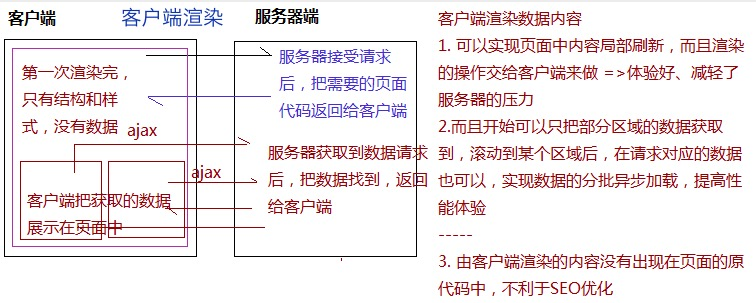 客户端
客户端渲染
服务器端
第一次渲染完，
只有结构和样
式，没有数据
ajax
客户端把获取的数据
展示在页面中
ajax
服务器接受请求
后，把需要的页面
代码返回给客户端
服务器获取到数据请求
后，把数据找到，返回
给客户端
客户端渲染数据内容
1. 可以实现页面中内容局部刷新，而且渲染
的操作交给客户端来做 =>体验好、减轻了
服务器的压力
2.而且开始可以只把部分区域的数据获取
到，滚动到某个区域后，在请求对应的数据
也可以，实现数据的分批异步加载，提高性
能体验
-----
3. 由客户端渲染的内容没有出现在页面的原
代码中，不利于SEO优化